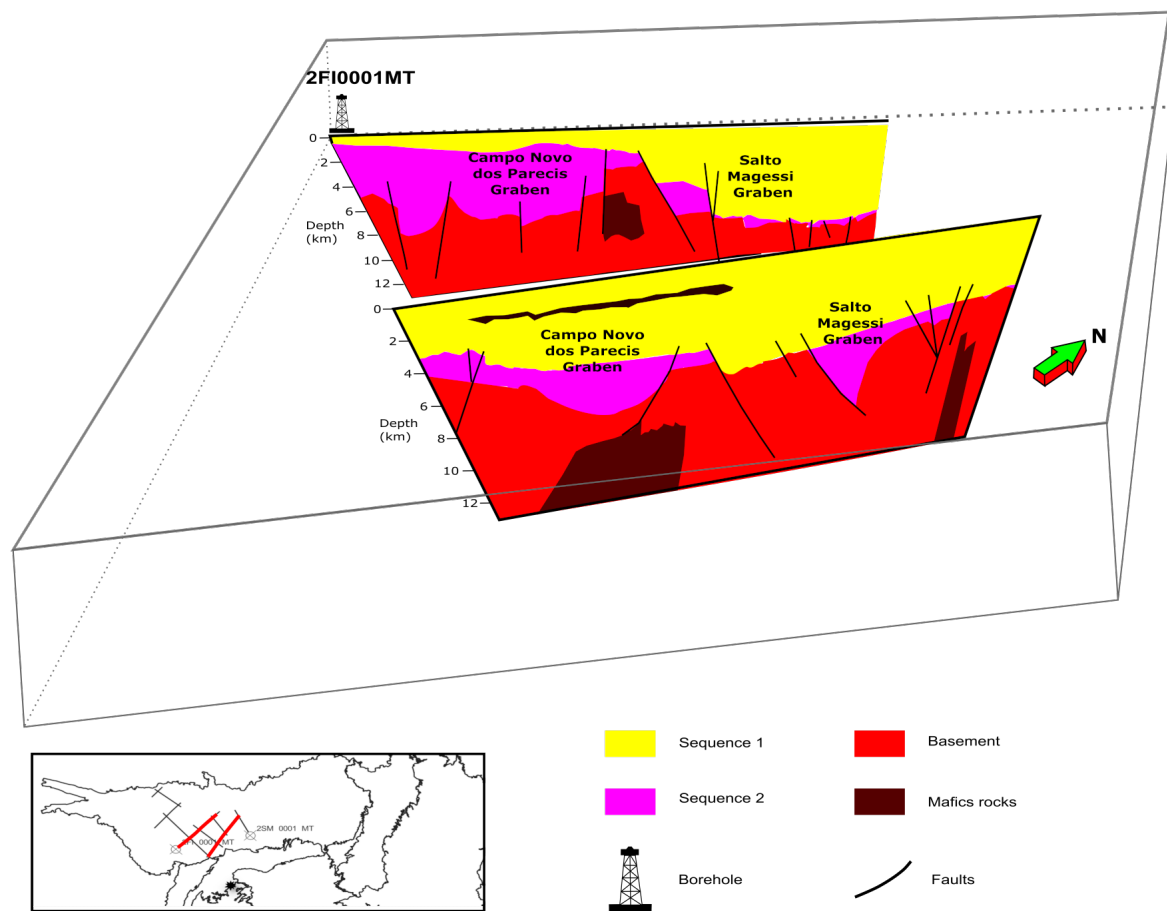 2FI0001MT
0
2
4
6
8
10
12
Depth
(km)
Campo Novo
dos Parecis
Graben
Salto
Magessi
Graben
0
2
4
6
8
10
12
Depth
(km)
Campo Novo
dos Parecis
Graben
Salto
Magessi
Graben
N
Sequence 1
Basement
Sequence 2
Mafics rocks
Borehole
Faults
2SM 0001 MT
0001 MT